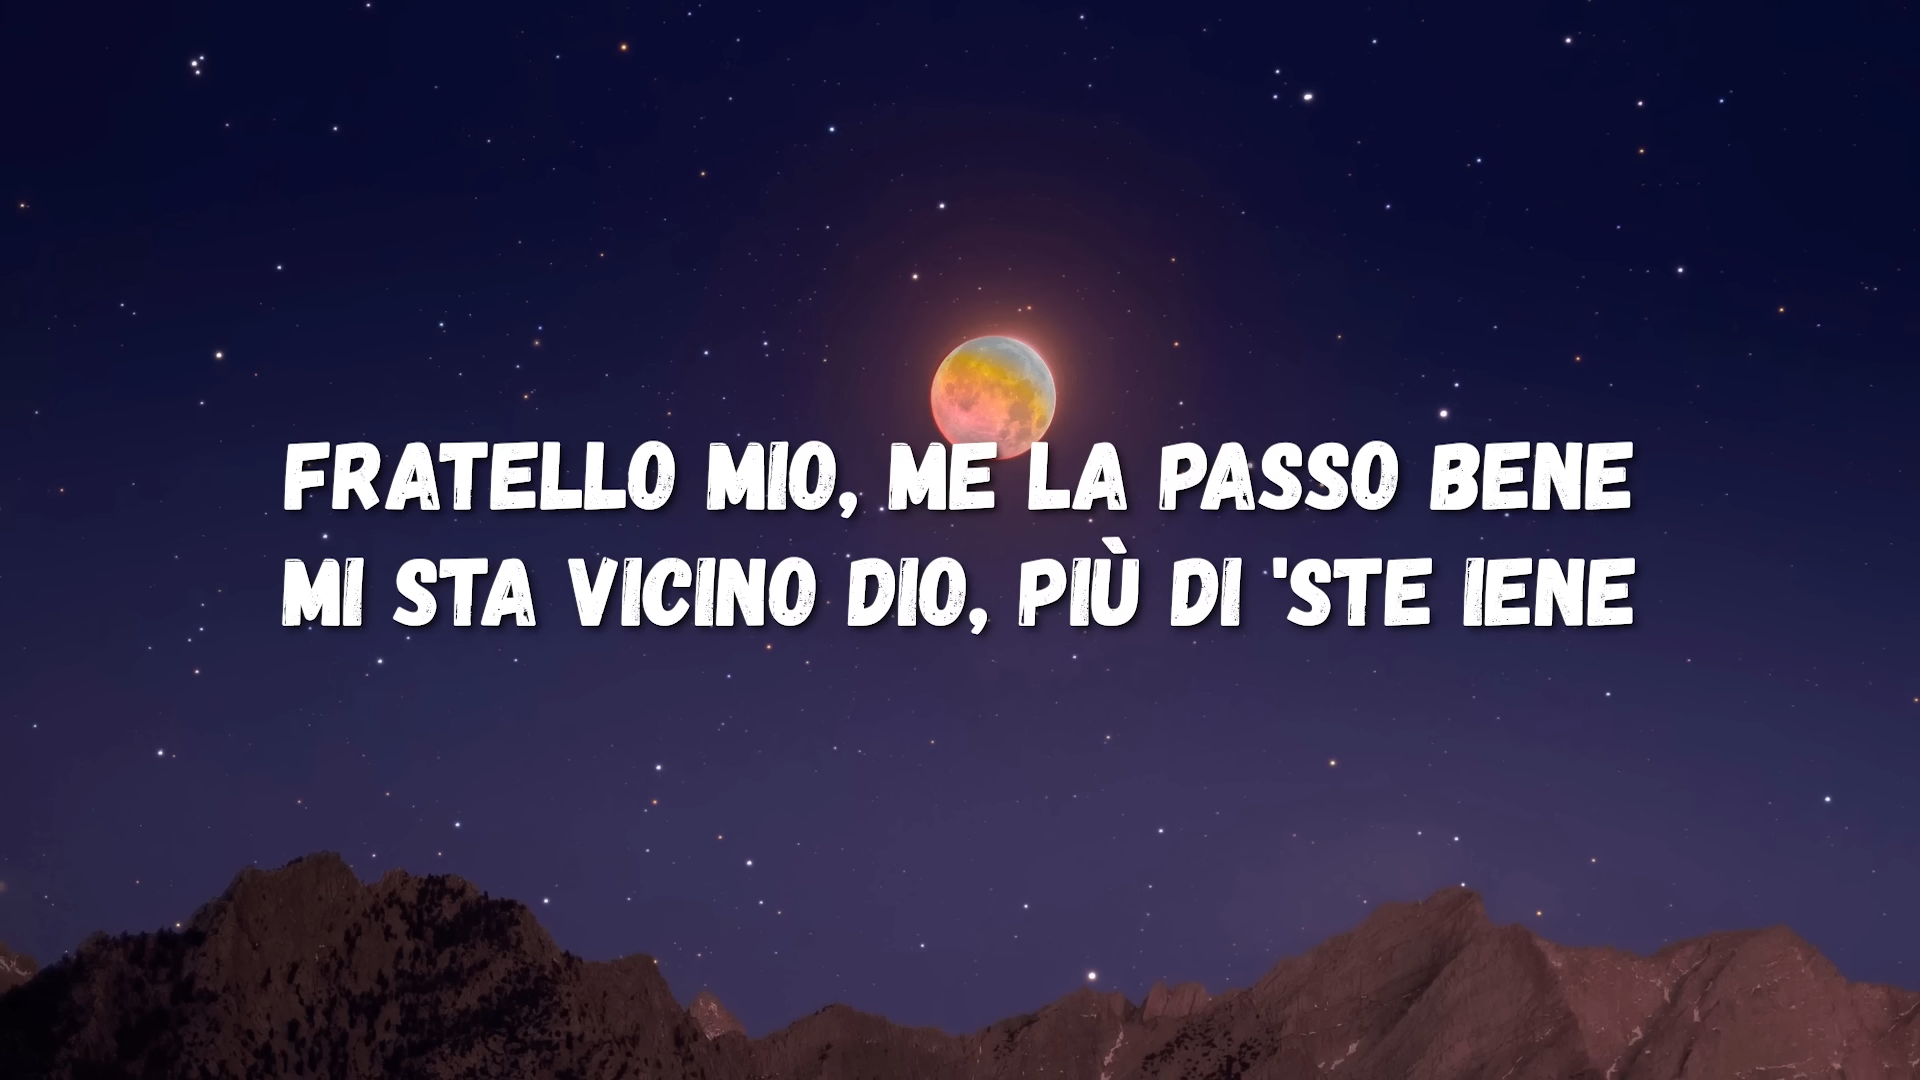 FRATELLO MIO, ME LA PASSO BENE
MI STA VICINO DIO, PIÙ DI 'STE IENE